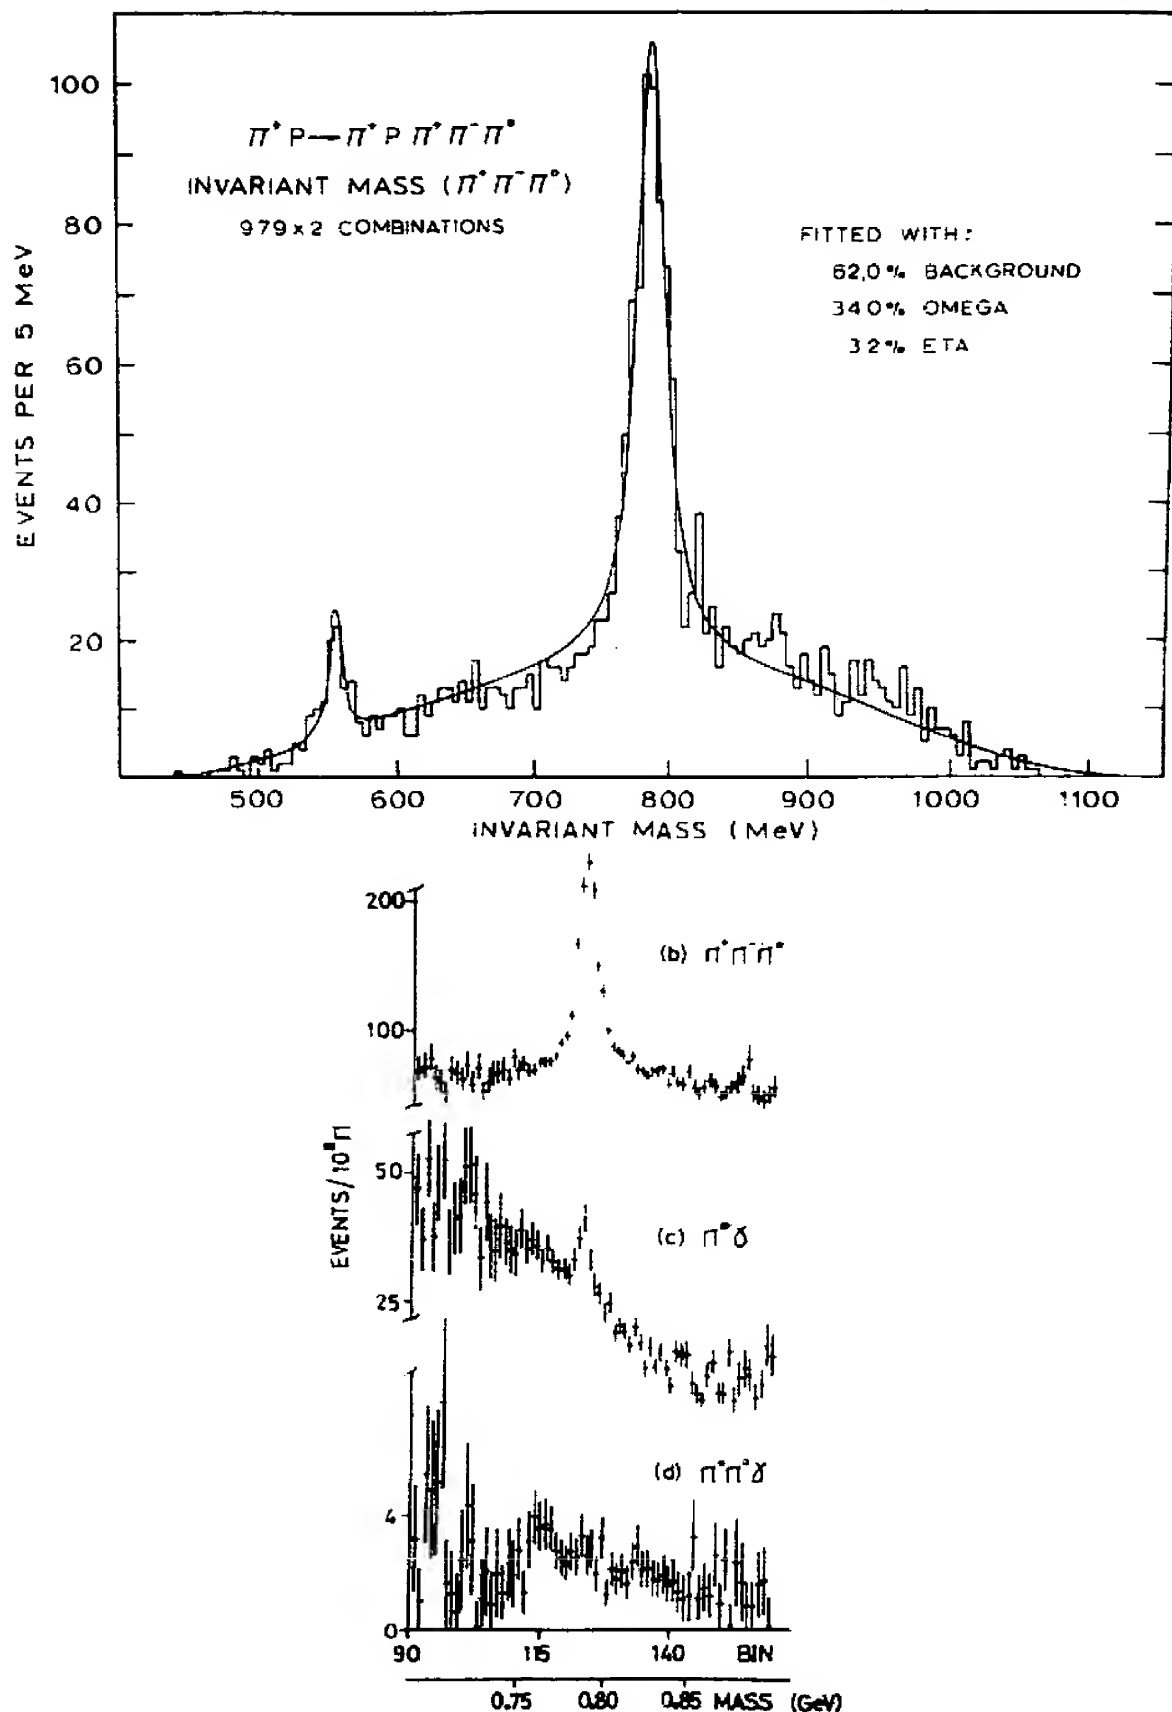 100
80
60
40
20
EVENTS PER 5 MeV
π⁺ P — π⁺ P π⁺ π⁻ π°
INVARIANT MASS (π⁺ π⁻ π°)
979 x 2 COMBINATIONS
FITTED WITH:
62,0 % BACKGROUND
34 0 % OMEGA
3 2 % ETA
500 600 700 800 900 1000 1100
INVARIANT MASS (MeV)
200
100
(b) π⁺π⁻π°
EVENTS/10⁸ π
50
25
(c) π°γ
4
0
(d) π°π°γ
90 115 140 BIN
0.75 0.80 0.85 MASS (GeV)